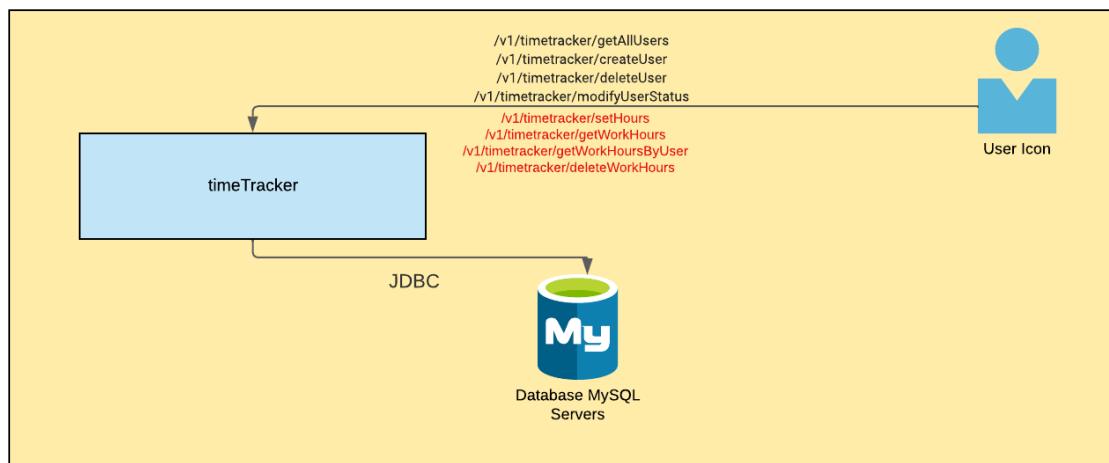 /v1/timetracker/getAllUsers
/v1/timetracker/createUser
/v1/timetracker/deleteUser
/v1/timetracker/modifyUserStatus
/v1/timetracker/setHours
/v1/timetracker/getWorkHours
/v1/timetracker/getWorkHoursByUser
/v1/timetracker/deleteWorkHours
User Icon
timeTracker
JDBC
My
Database MySQL
Servers